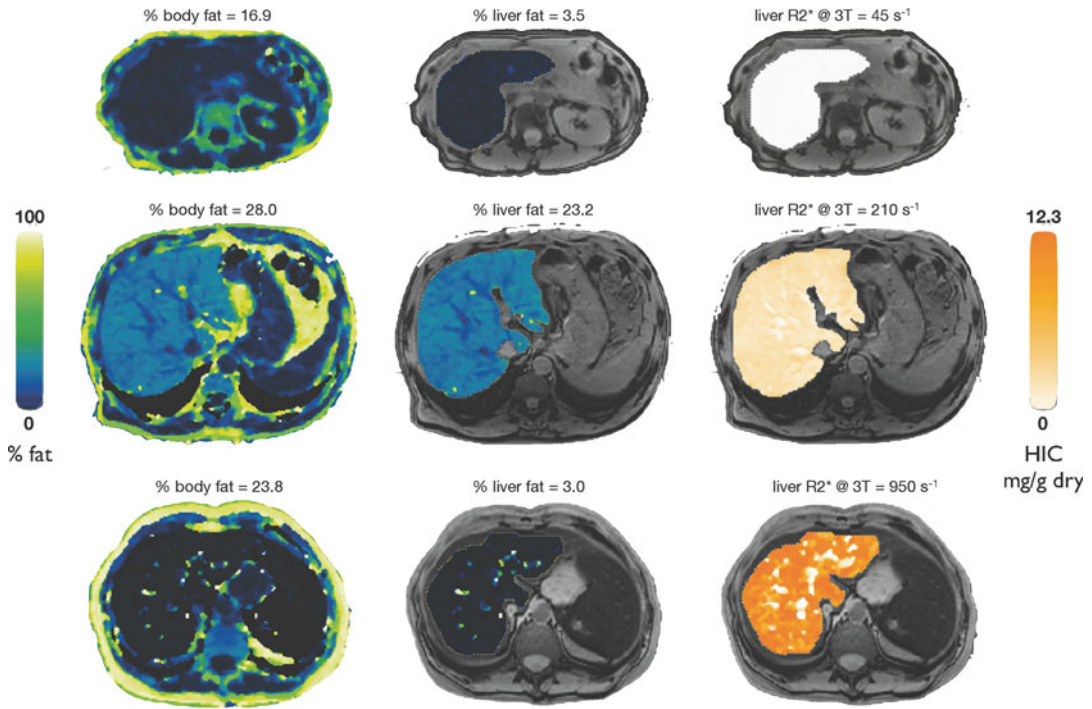 % body fat = 16.9
% liver fat = 3.5
liver R2* @ 3T = 45 s⁻¹
% body fat = 28.0
% liver fat = 23.2
liver R2* @ 3T = 210 s⁻¹
100
0
% fat
12.3
0
HIC
mg/g dry
% body fat = 23.8
% liver fat = 3.0
liver R2* @ 3T = 950 s⁻¹